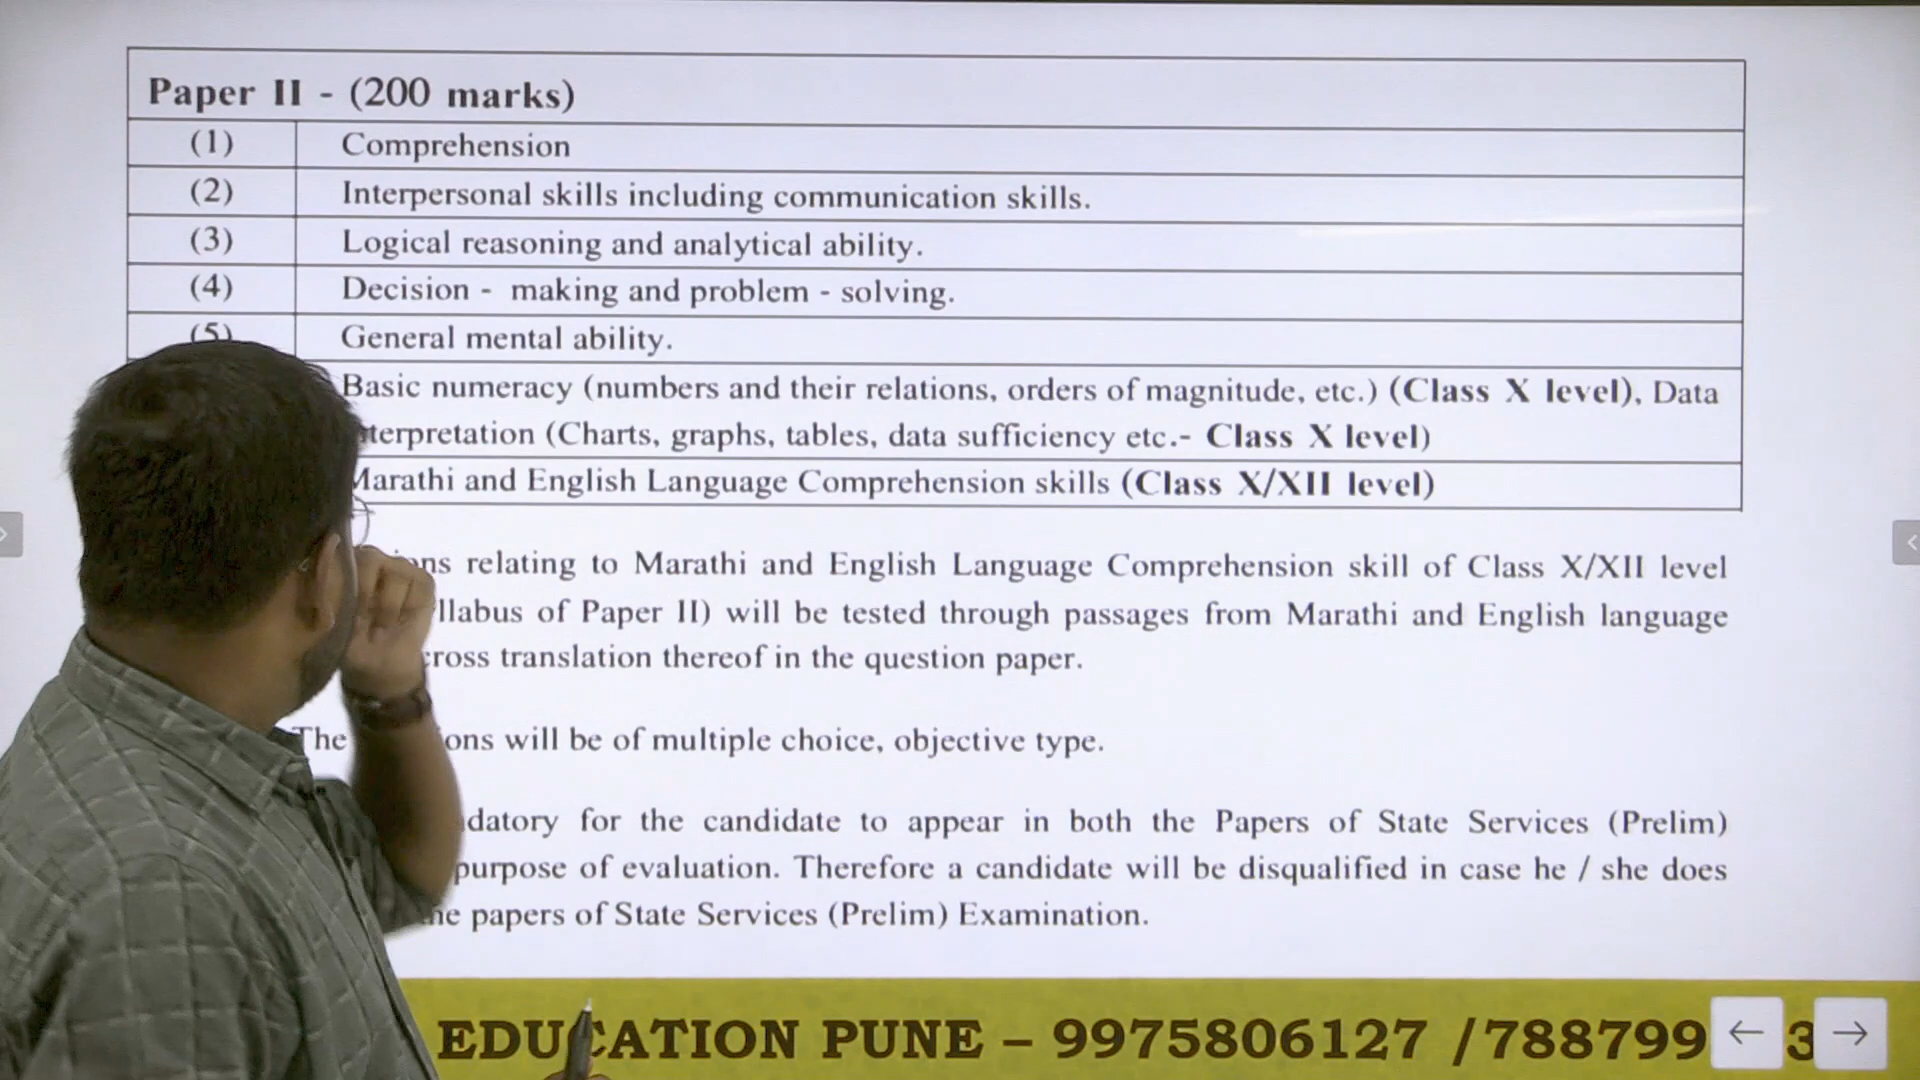 Paper II - (200 marks)
(1) Comprehension
(2) Interpersonal skills including communication skills.
(3) Logical reasoning and analytical ability.
(4) Decision - making and problem - solving.
(5) General mental ability.
Basic numeracy (numbers and their relations, orders of magnitude, etc.) (Class X level), Data
(Charts, graphs, tables, data sufficiency etc.- Class X level)
and English Language Comprehension skills (Class X/XII level)
relating to Marathi and English Language Comprehension skill of Class X/XII level
of Paper II) will be tested through passages from Marathi and English language
translation thereof in the question paper.
The will be of multiple choice, objective type.
for the candidate to appear in both the Papers of State Services (Prelim)
purpose of evaluation. Therefore a candidate will be disqualified in case he / she does
papers of State Services (Prelim) Examination.
EDUCATION PUNE – 9975806127 / 788799 3